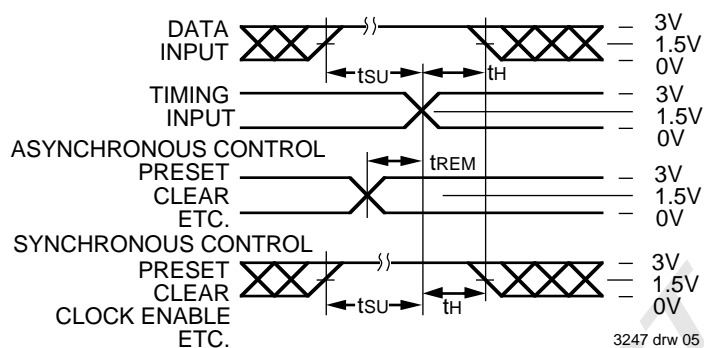 DATA
INPUT
3V
1.5V
0V
tSU
tH
TIMING
INPUT
3V
1.5V
0V
ASYNCHRONOUS CONTROL
PRESET
CLEAR
ETC.
tREM
3V
1.5V
0V
SYNCHRONOUS CONTROL
PRESET
CLEAR
CLOCK ENABLE
ETC.
tSU
tH
3V
1.5V
0V
3247 drw 05